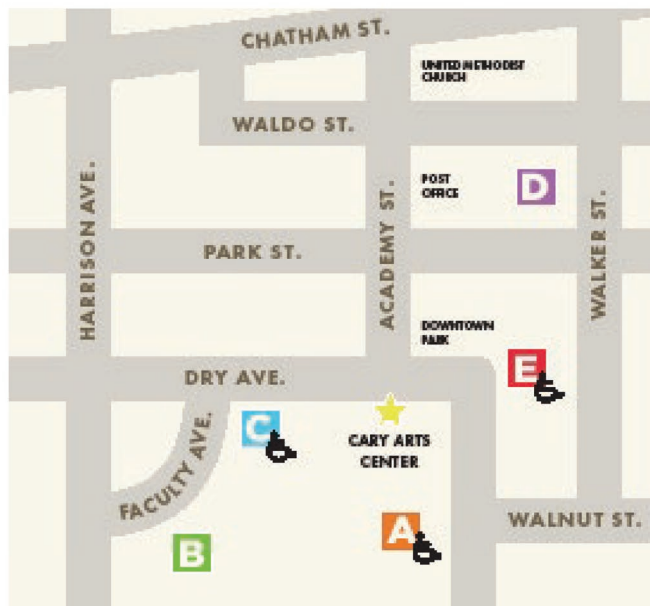 CHATHAM ST.
UNITED METHODIST
CHURCH
WALDO ST.
HARRISON AVE.
ACADEMY ST.
POST
OFFICE
D
WALKER ST.
PARK ST.
DOWNTOWN
PARK
E
DRY AVE.
C
CARY ARTS
CENTER
FACULTY AVE.
A
WALNUT ST.
B